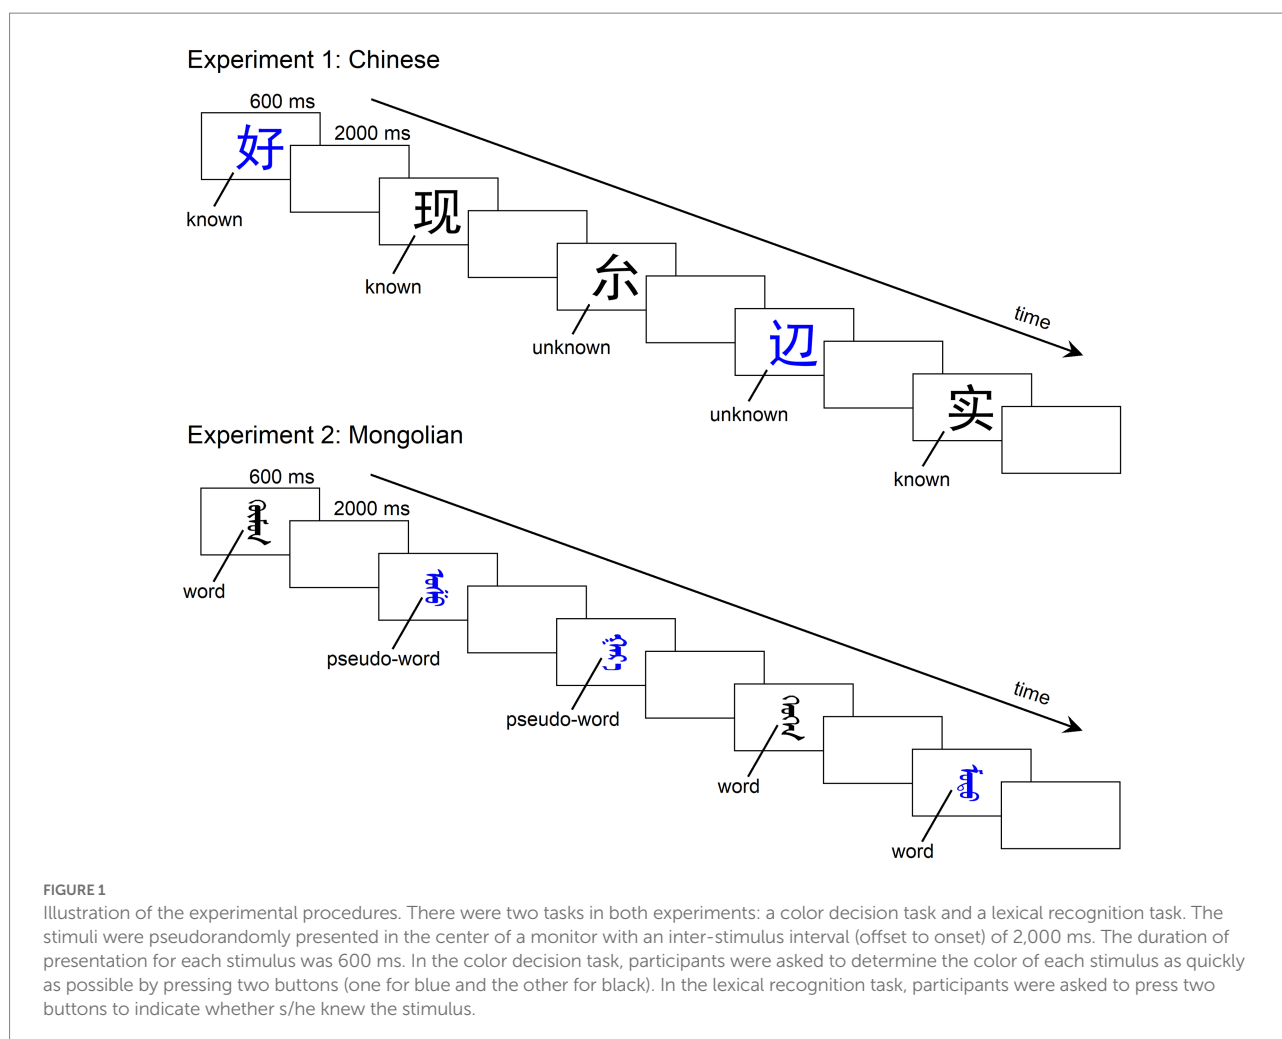 Experiment 1: Chinese
600 ms
好
2000 ms
known
现
known
厼
unknown
time
辺
unknown
实
known
Experiment 2: Mongolian
600 ms
2000 ms
word
pseudo-word
pseudo-word
time
word
word
FIGURE 1
Illustration of the experimental procedures. There were two tasks in both experiments: a color decision task and a lexical recognition task. The
stimuli were pseudorandomly presented in the center of a monitor with an inter-stimulus interval (offset to onset) of 2,000 ms. The duration of
presentation for each stimulus was 600 ms. In the color decision task, participants were asked to determine the color of each stimulus as quickly
as possible by pressing two buttons (one for blue and the other for black). In the lexical recognition task, participants were asked to press two
buttons to indicate whether s/he knew the stimulus.